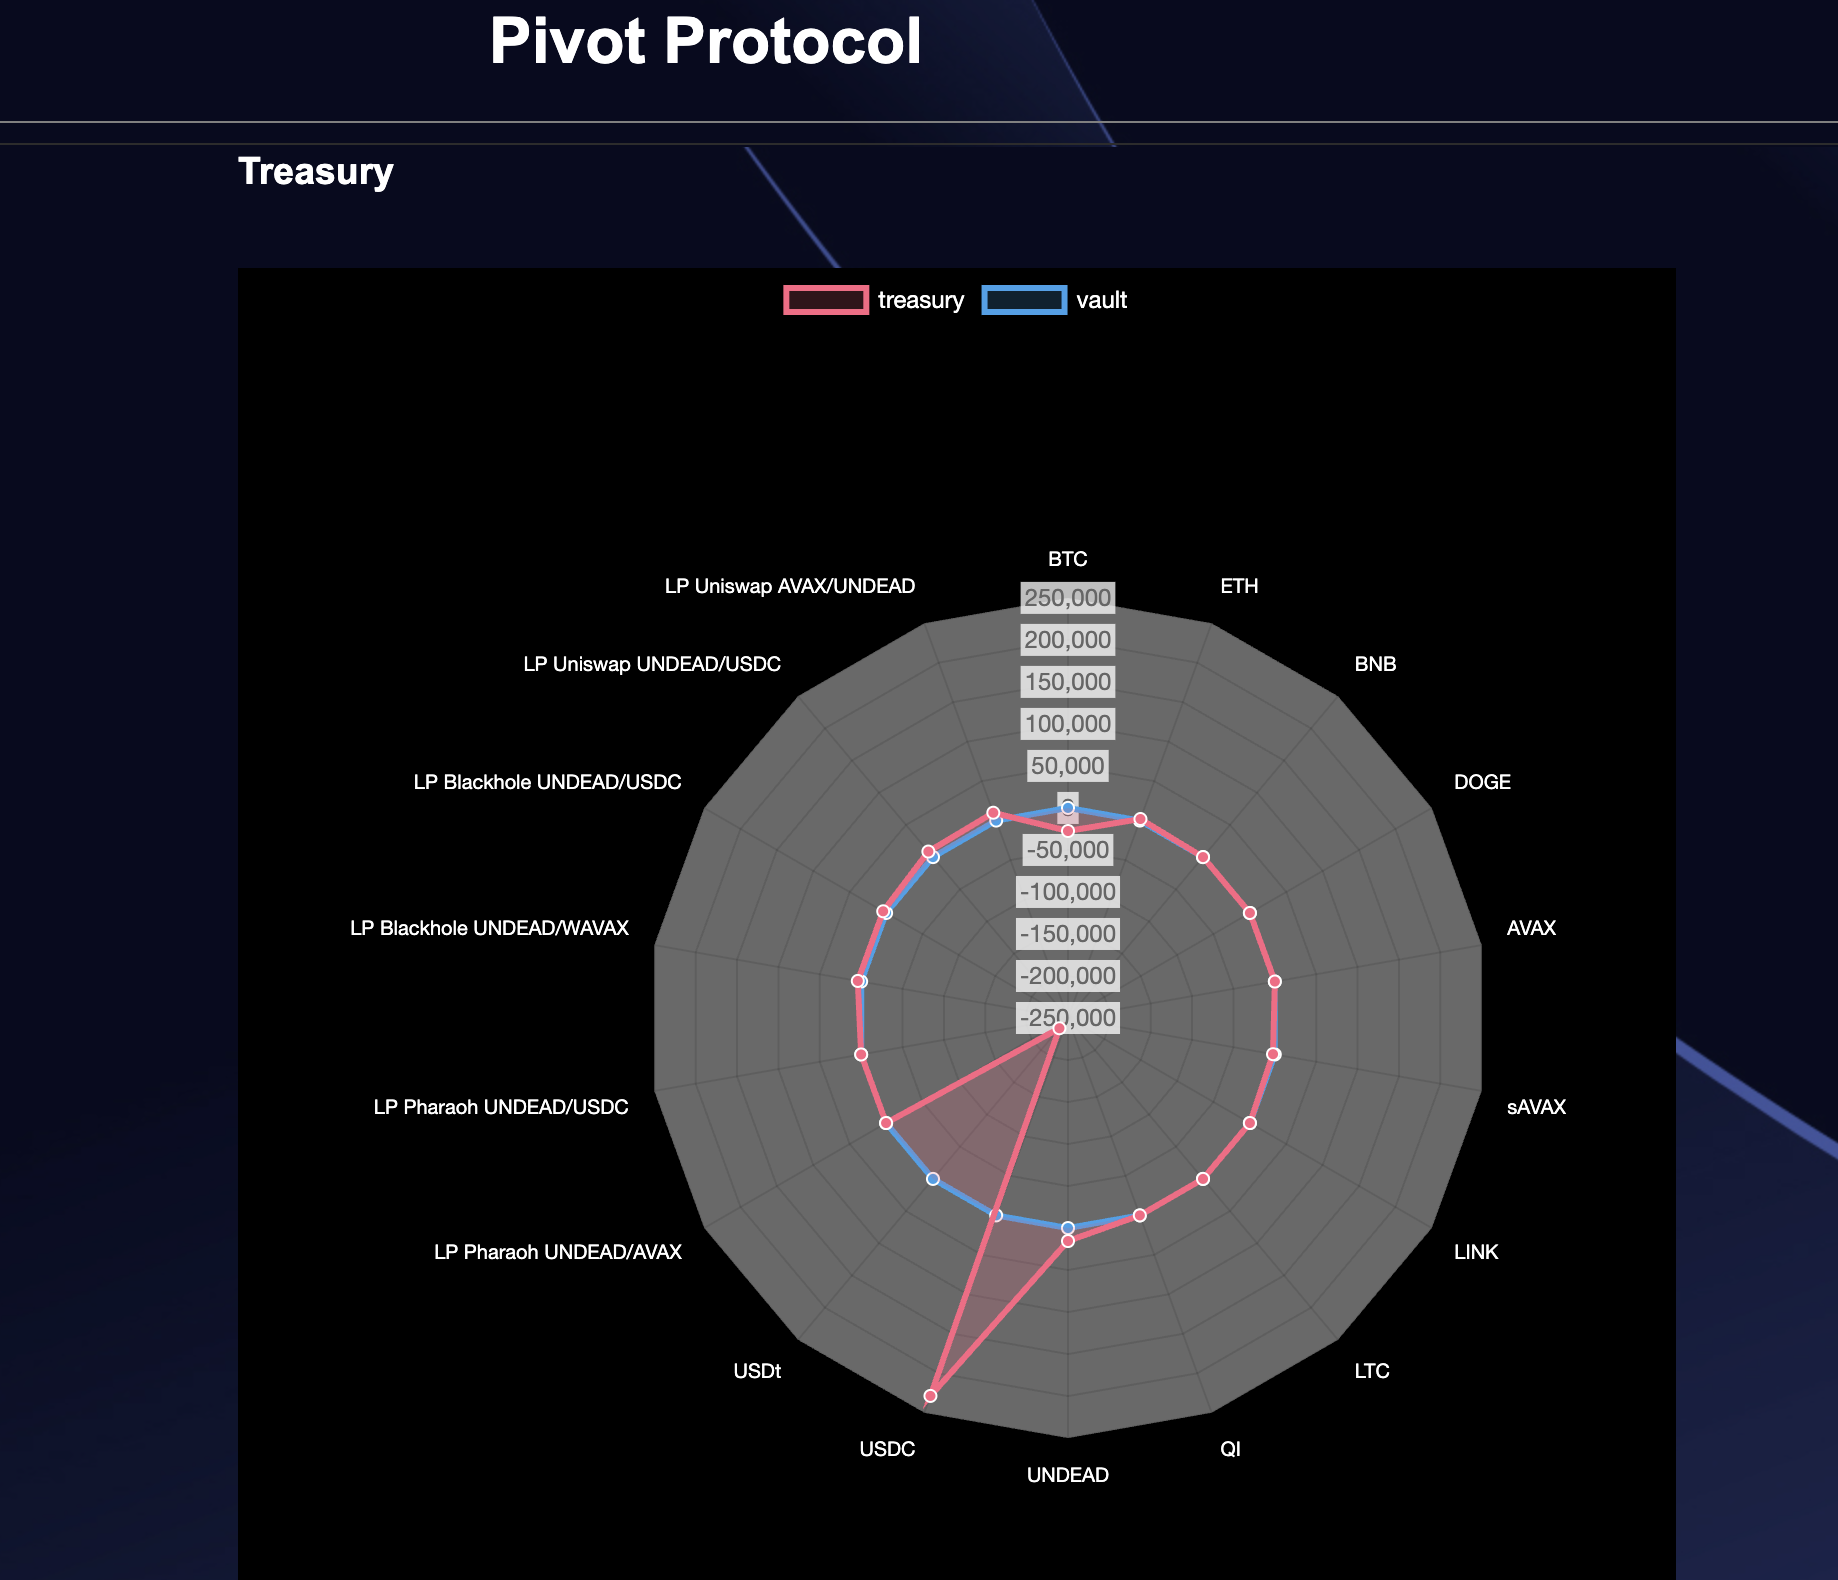 Pivot Protocol
Treasury
treasury
vault
BTC
LP Uniswap AVAX/UNDEAD
ETH
250,000
200,000
LP Uniswap UNDEAD/USDC
BNB
150,000
100,000
50,000
LP Blackhole UNDEAD/USDC
DOGE
0
-50,000
-100,000
LP Blackhole UNDEAD/WAVAX
AVAX
-150,000
-200,000
-250,000
LP Pharaoh UNDEAD/USDC
sAVAX
LP Pharaoh UNDEAD/AVAX
LINK
USDt
LTC
USDC
QI
UNDEAD